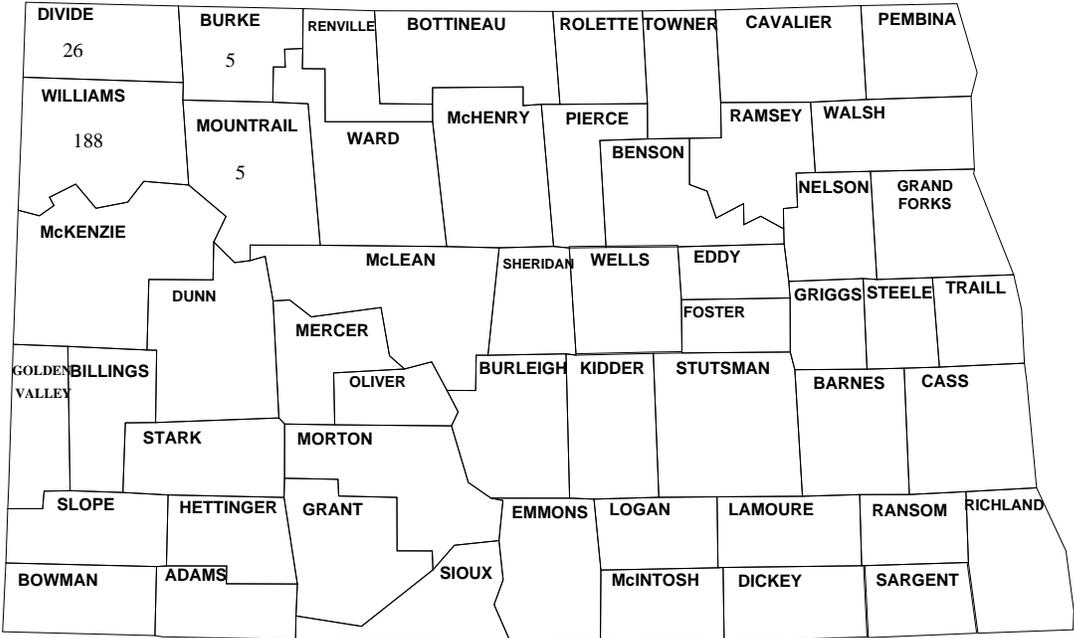 DIVIDE
26
BURKE
5
RENVILLE
BOTTINEAU
ROLETTE
TOWNER
CAVALIER
PEMBINA
WILLIAMS
188
MOUNTRAIL
5
WARD
McHENRY
PIERCE
BENSON
RAMSEY
WALSH
NELSON
GRAND
FORKS
McKENZIE
DUNN
McLEAN
SHERIDAN
WELLS
EDDY
FOSTER
GRIGGS
STEELE
TRAILL
GOLDEN
VALLEY
BILLINGS
MERCER
OLIVER
BURLEIGH
KIDDER
STUTSMAN
BARNES
CASS
STARK
MORTON
SLOPE
HETTINGER
GRANT
EMMONS
LOGAN
LAMOURE
RANSOM
RICHLAND
BOWMAN
ADAMS
SIOUX
McINTOSH
DICKEY
SARGENT